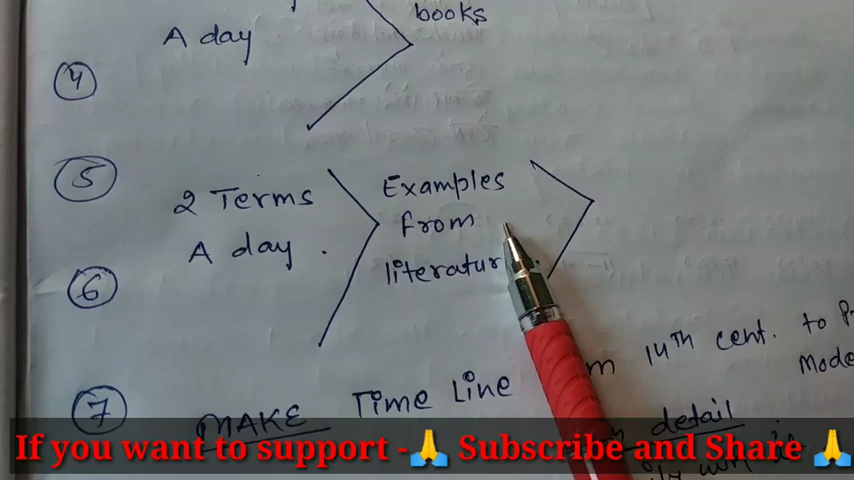 books
A day
4
5
2 Terms
Examples
From
A day.
literatur
6
14th cent. to
Mode
7
MAKE Time Line
detail
If you want to support -🙏 Subscribe and Share 🙏